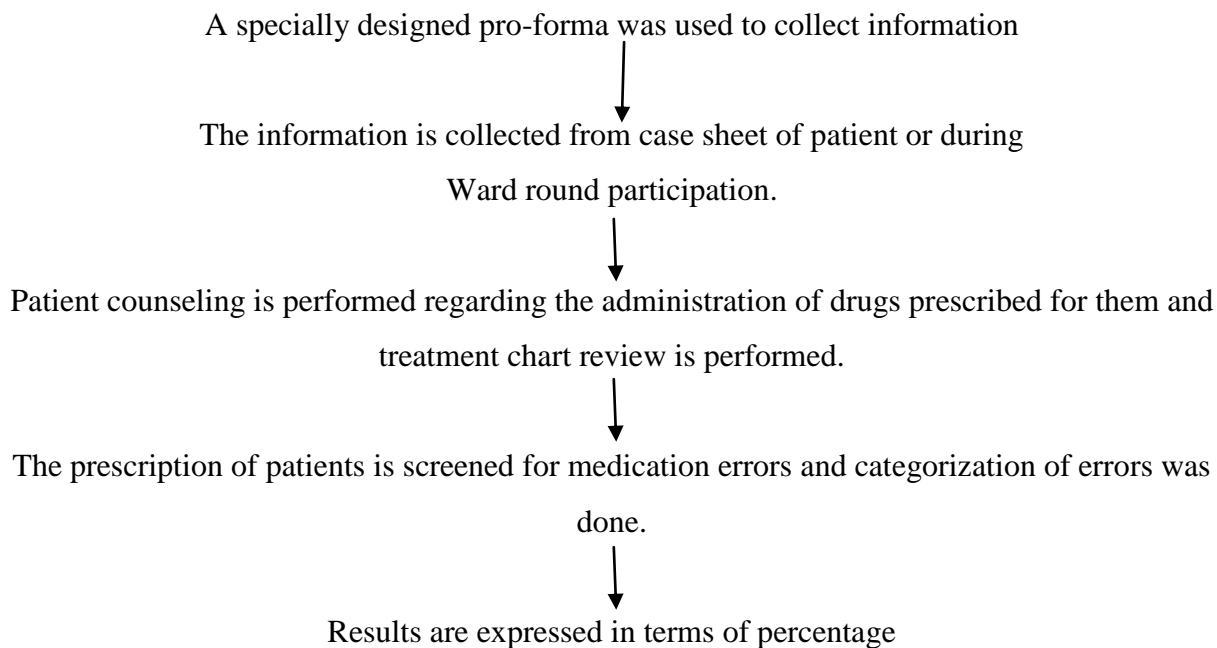 A specially designed pro-forma was used to collect information
The information is collected from case sheet of patient or during
Ward round participation.
Patient counseling is performed regarding the administration of drugs prescribed for them and
treatment chart review is performed.
The prescription of patients is screened for medication errors and categorization of errors was
done.
Results are expressed in terms of percentage